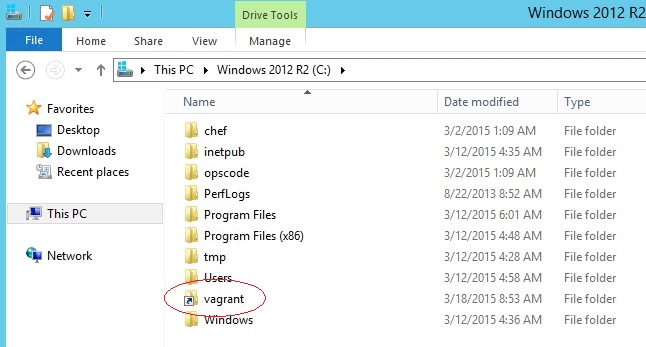 Drive Tools
Windows 2012 R2
File Home Share View Manage
This PC Windows 2012 R2 (C:)
Name Date modified Type
Favorites
Desktop
Downloads
Recent places
This PC
Network
chef 3/2/2015 1:09 AM File folder
inetpub 3/12/2015 4:35 AM File folder
opscode 3/2/2015 1:09 AM File folder
PerfLogs 8/22/2013 8:52 AM File folder
Program Files 3/12/2015 6:01 AM File folder
Program Files (x86) 3/12/2015 4:48 AM File folder
tmp 3/12/2015 4:28 AM File folder
Users 3/12/2015 4:58 AM File folder
vagrant 3/18/2015 8:53 AM File folder
Windows 3/12/2015 4:36 AM File folder